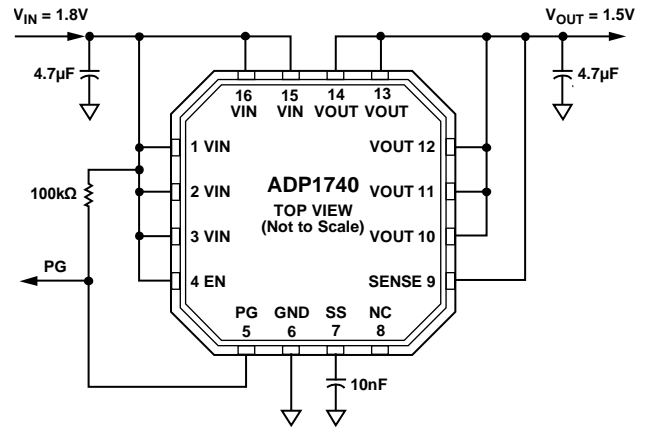 VIN = 1.8V
VOUT = 1.5V
4.7µF
4.7µF
16 15 14 13
VIN VIN VOUT VOUT
1 VIN
VOUT 12
100kΩ
2 VIN
ADP1740
VOUT 11
TOP VIEW
(Not to Scale)
3 VIN
VOUT 10
PG
4 EN
SENSE 9
PG GND SS NC
5 6 7 8
10nF